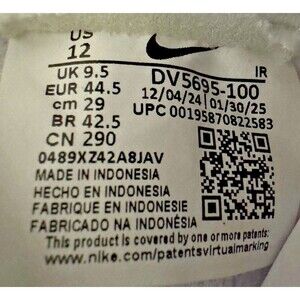 US
12
UK 9.5
EUR 44.5
cm 29
BR 42.5
CN 290
DV5695-100 IR
12/04/24 01/30/25
UPC 00195870822583
0489XZ42A8JAV
MADE IN INDONESIA
HECHO EN INDONESIA
FABRIQUE EN INDONESIE
FABRICADO NA INDONÉSIA
This product is covered by one or more patents:
www.nike.com/patentsvirtualmarking